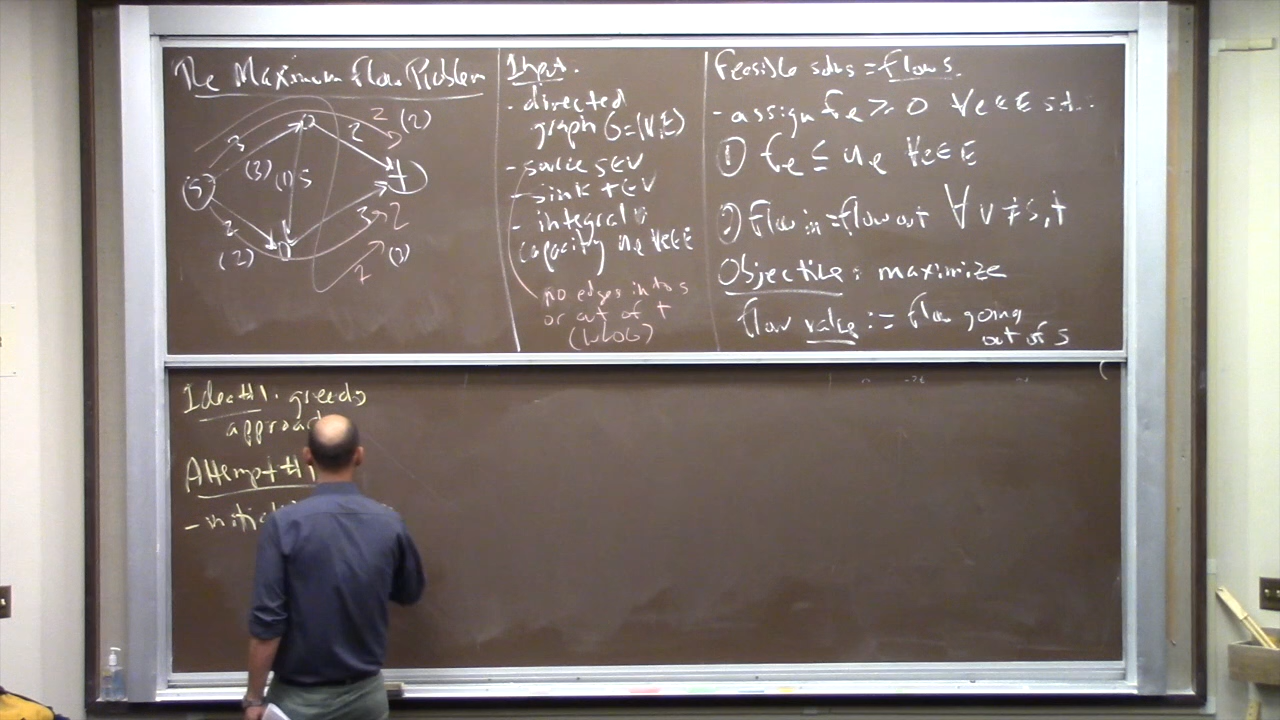 The Maximum Flow Problem
2
(2)
3
2
(3)
(1)
5
s
t
2
3
2
(2)
(3)
1
Input.
- directed
graph G=(V,E)
- source s∈V
- sink t∈V
- integral
capacity u_e ∀e∈E
no edges into s
or out of t
(WLOG)
Feasible solns = flows.
- assign f_e ≥ 0 ∀e∈E s.t.
① f_e ≤ u_e ∀e∈E
② flow in = flow out ∀ v ≠ s,t
Objective: maximize
flow value := flow going
out of s
Idea #1: greedy
approach
Attempt #1